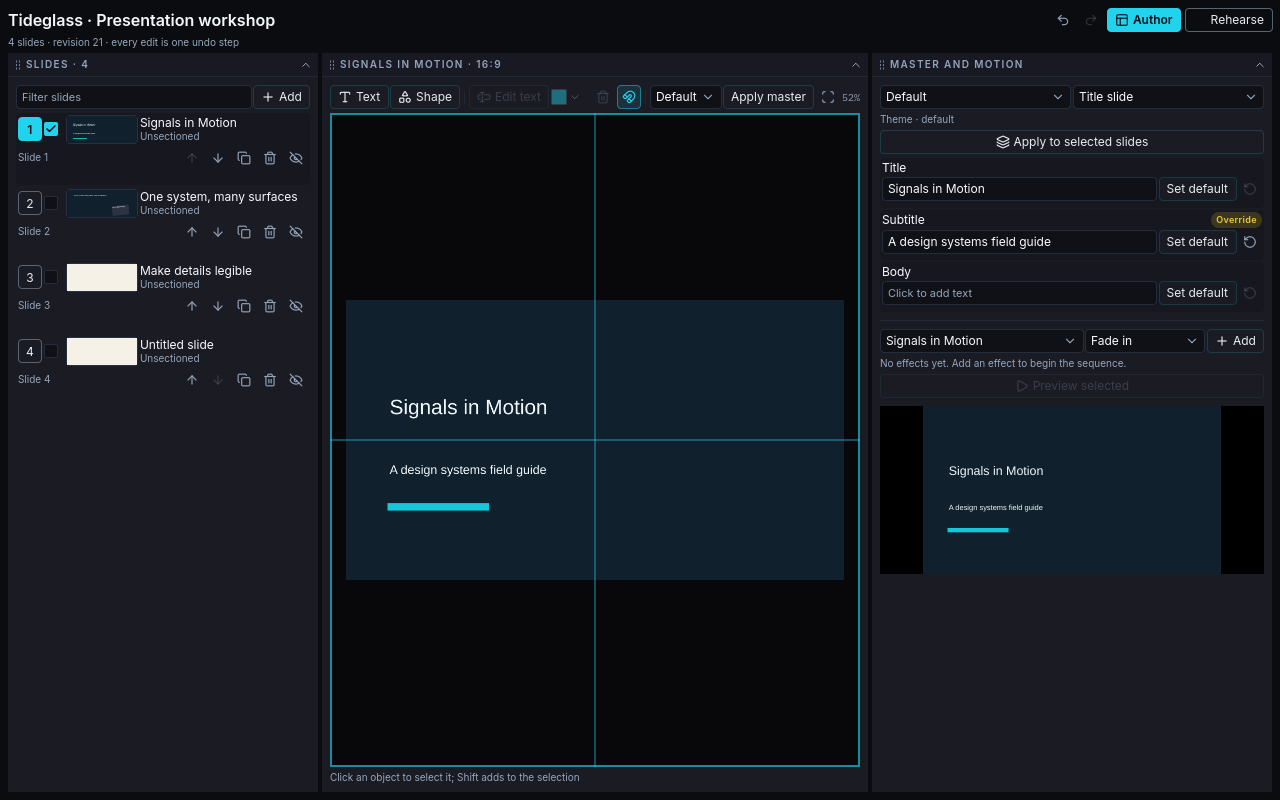 Tideglass · Presentation workshop
Author
Rehearse
4 slides · revision 21 · every edit is one undo step
SLIDES · 4
Filter slides
Add
1
Signals in Motion
Unsectioned
Slide 1
2
One system, many surfaces
Unsectioned
Slide 2
3
Make details legible
Unsectioned
Slide 3
4
Untitled slide
Unsectioned
Slide 4
SIGNALS IN MOTION · 16:9
Text
Shape
Edit text
Default
Apply master
52%
Signals in Motion
A design systems field guide
Click an object to select it; Shift adds to the selection
MASTER AND MOTION
Default
Title slide
Theme · default
Apply to selected slides
Title
Signals in Motion
Set default
Subtitle
Override
A design systems field guide
Set default
Body
Click to add text
Set default
Signals in Motion
Fade in
Add
No effects yet. Add an effect to begin the sequence.
Preview selected
Signals in Motion
A design systems field guide